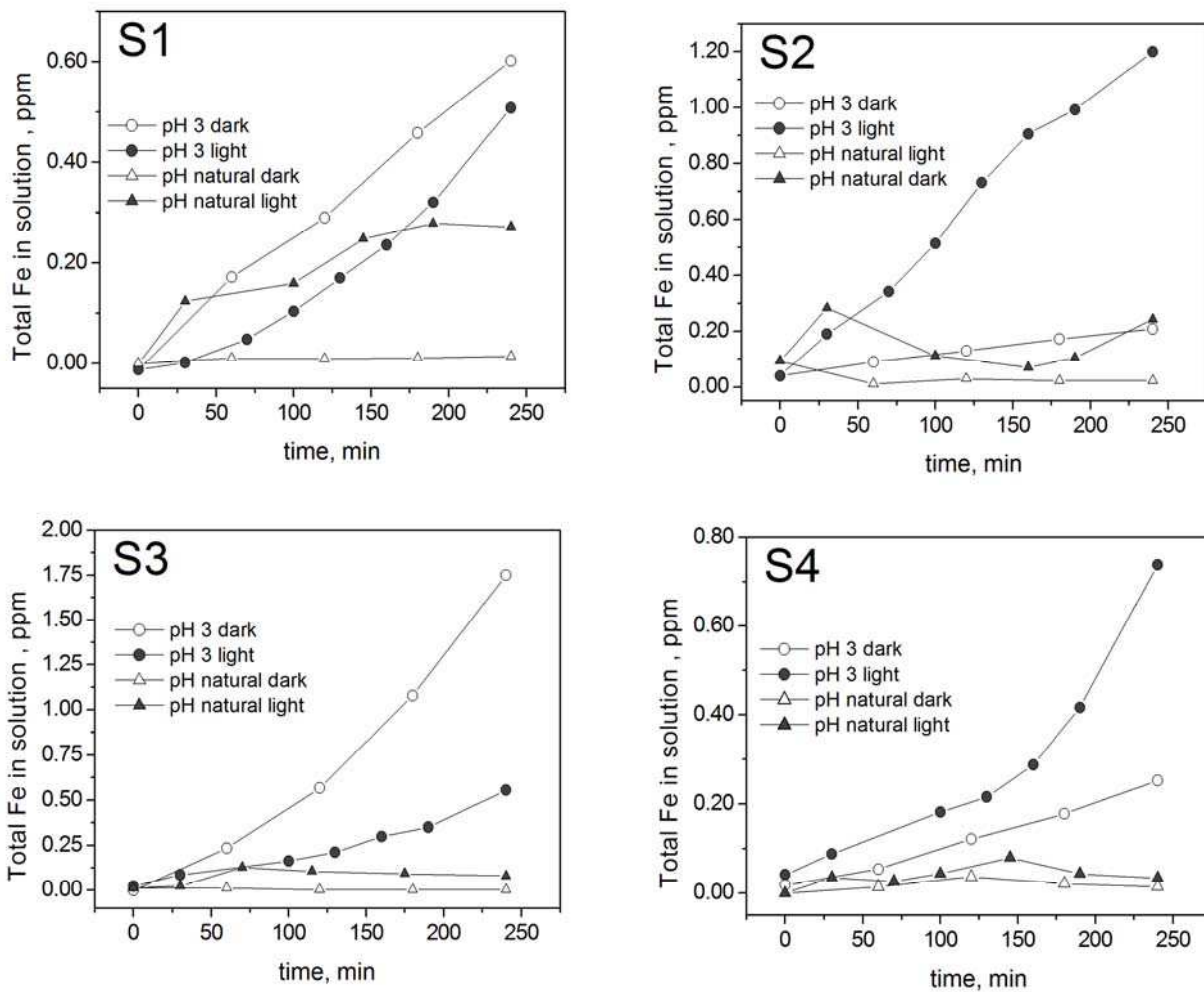 S1
Total Fe in solution , ppm
0.60
0.40
0.20
0.00
pH 3 dark
pH 3 light
pH natural dark
pH natural light
0 50 100 150 200 250
time, min
S2
Total Fe in solution , ppm
1.20
1.00
0.80
0.60
0.40
0.20
0.00
pH 3 dark
pH 3 light
pH natural light
pH natural dark
0 50 100 150 200 250
time, min
S3
Total Fe in solution , ppm
2.00
1.75
1.50
1.25
1.00
0.75
0.50
0.25
0.00
pH 3 dark
pH 3 light
pH natural dark
pH natural light
0 50 100 150 200 250
time, min
S4
Total Fe in solution , ppm
0.80
0.60
0.40
0.20
0.00
pH 3 dark
pH 3 light
pH natural dark
pH natural light
0 50 100 150 200 250
time, min